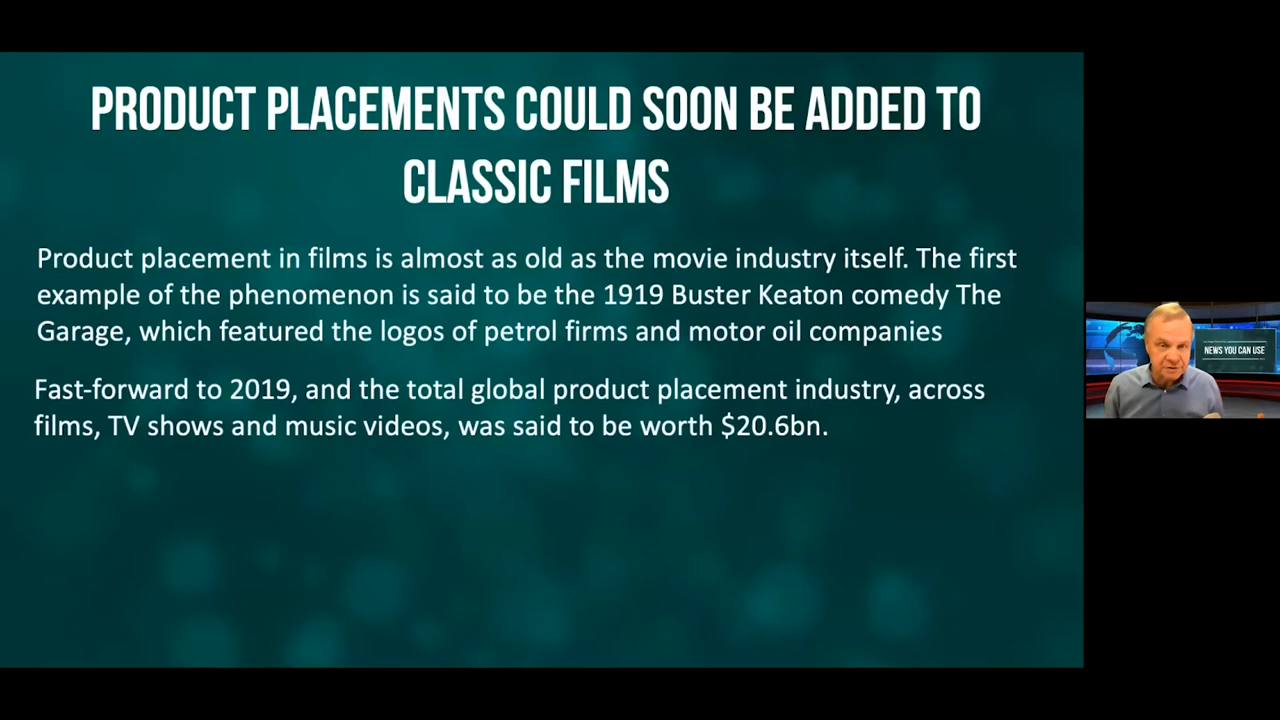 PRODUCT PLACEMENTS COULD SOON BE ADDED TO
CLASSIC FILMS
Product placement in films is almost as old as the movie industry itself. The first
example of the phenomenon is said to be the 1919 Buster Keaton comedy The
Garage, which featured the logos of petrol firms and motor oil companies
Fast-forward to 2019, and the total global product placement industry, across
films, TV shows and music videos, was said to be worth $20.6bn.
NEWS YOU CAN USE